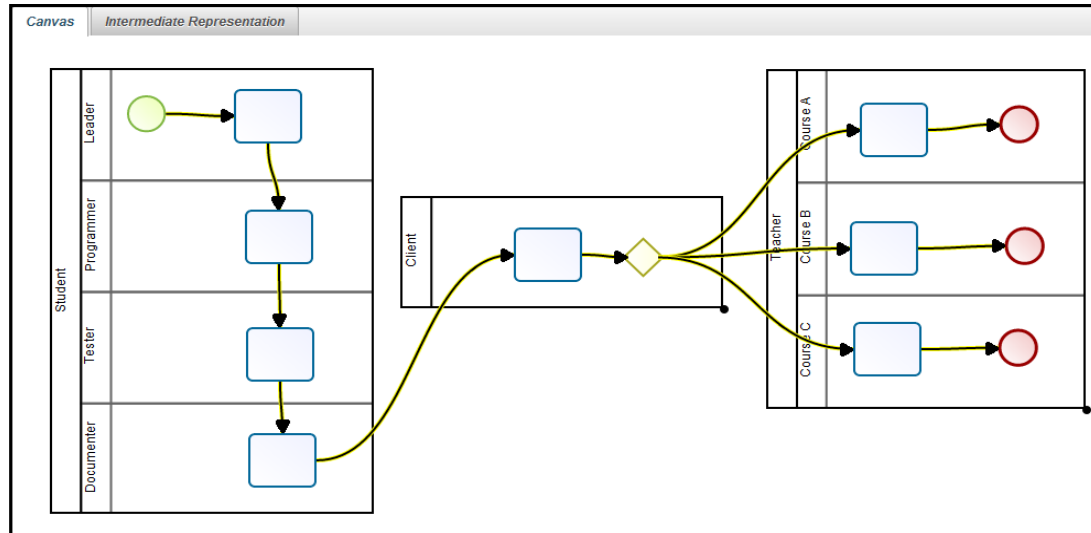 Canvas
Intermediate Representation
Student
Leader
Programmer
Tester
Documenter
Client
Teacher
Course A
Course B
Course C